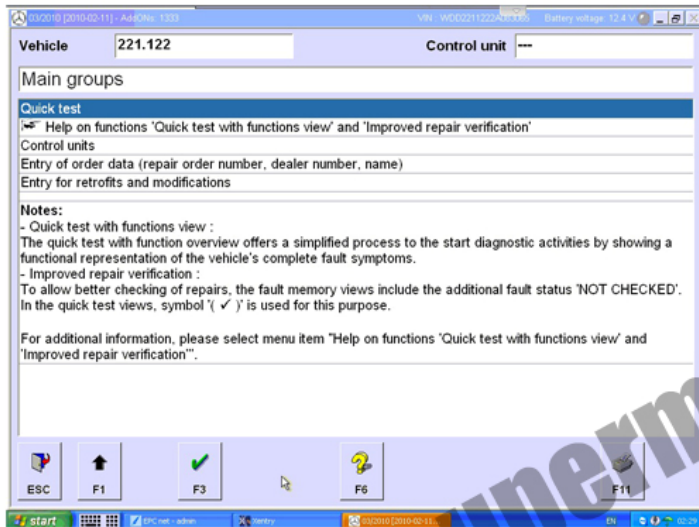 03/2010 [2010-02-11] - AddONs: 1333
Battery voltage: 12.4 V
Vehicle 221.122 Control unit ---
Main groups
Quick test
Help on functions 'Quick test with functions view' and 'Improved repair verification'
Control units
Entry of order data (repair order number, dealer number, name)
Entry for retrofits and modifications
Notes:
- Quick test with functions view :
The quick test with function overview offers a simplified process to the start diagnostic activities by showing a
functional representation of the vehicle's complete fault symptoms.
- Improved repair verification :
To allow better checking of repairs, the fault memory views include the additional fault status 'NOT CHECKED'.
In the quick test views, symbol '( ✓ )' is used for this purpose.
For additional information, please select menu item "Help on functions 'Quick test with functions view' and
'Improved repair verification'".
ESC F1 F3 F6 F11
start EPC net - admin Xentry 03/2010 [2010-02-11... EN